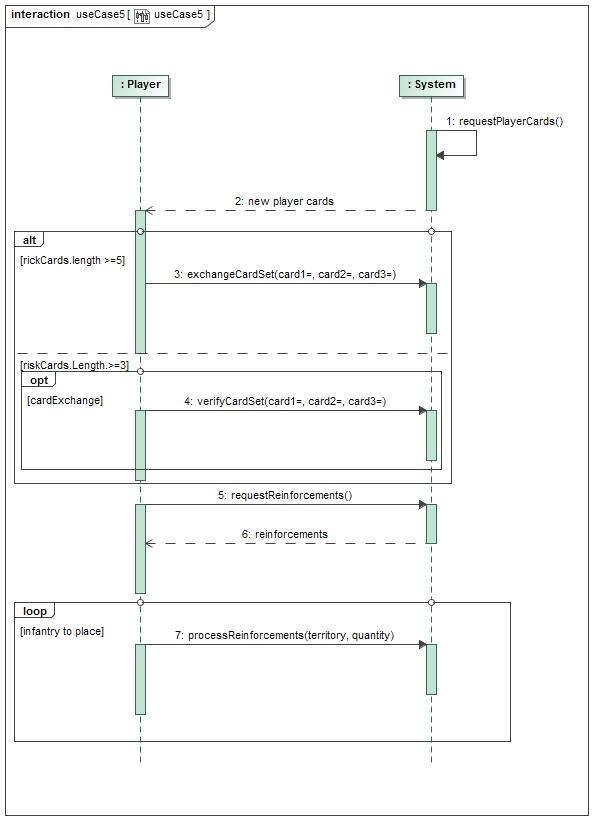 interaction useCase5 [ useCase5 ]
: Player
: System
1: requestPlayerCards()
2: new player cards
alt
[rickCards.length >=5]
3: exchangeCardSet(card1=, card2=, card3=)
[riskCards.Length.>=3]
opt
[cardExchange]
4: verifyCardSet(card1=, card2=, card3=)
5: requestReinforcements()
6: reinforcements
loop
[infantry to place]
7: processReinforcements(territory, quantity)